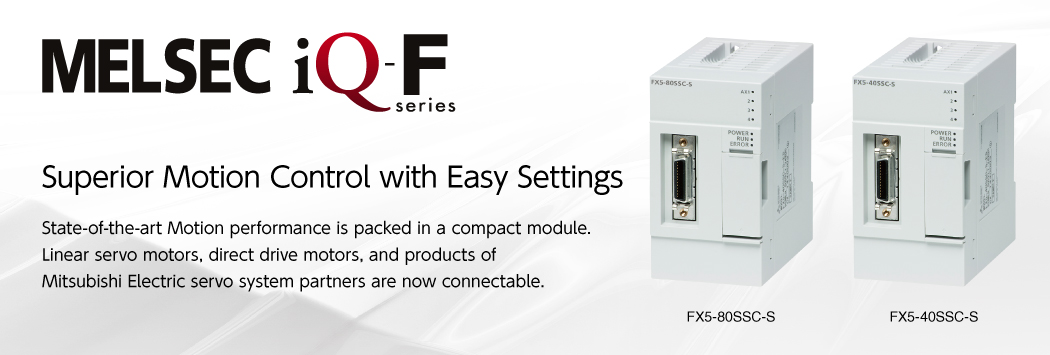 MELSEC iQ-F
series
Superior Motion Control with Easy Settings
State-of-the-art Motion performance is packed in a compact module.
Linear servo motors, direct drive motors, and products of
Mitsubishi Electric servo system partners are now connectable.
FX5-80SSC-S
AX1
2
3
4
POWER
RUN
ERROR
FX5-80SSC-S
FX5-40SSC-S
AX1
2
3
4
POWER
RUN
ERROR
FX5-40SSC-S